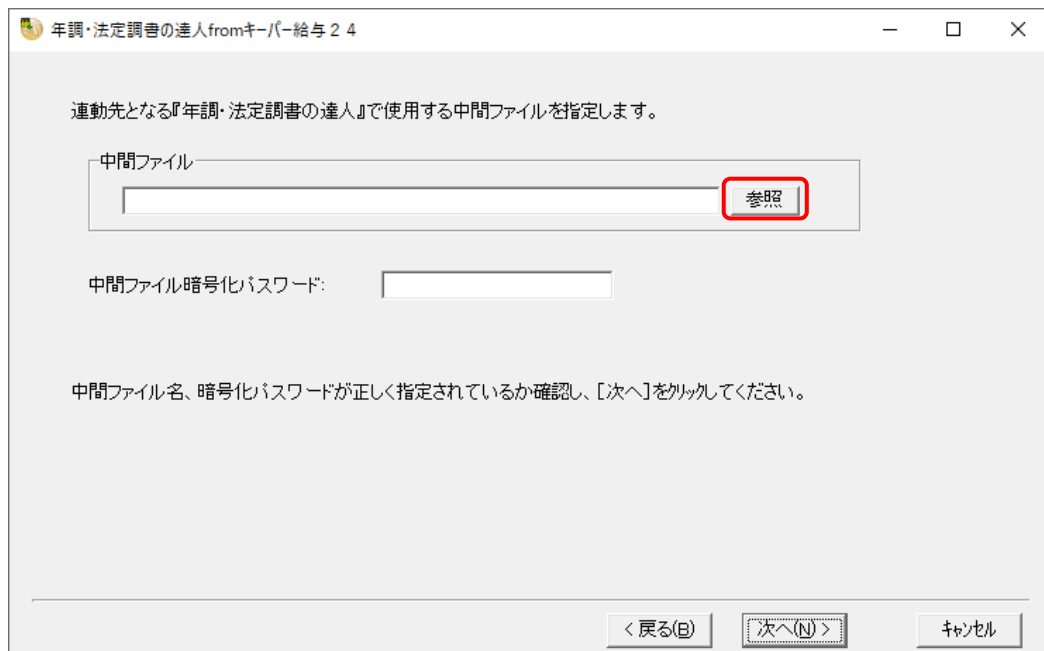 年調・法定調書の達人fromキーパー給与２４
連動先となる『年調・法定調書の達人』で使用する中間ファイルを指定します。
中間ファイル
参照
中間ファイル暗号化パスワード:
中間ファイル名、暗号化パスワードが正しく指定されているか確認し、[次へ]をクリックしてください。
< 戻る(B)
次へ(N) >
キャンセル